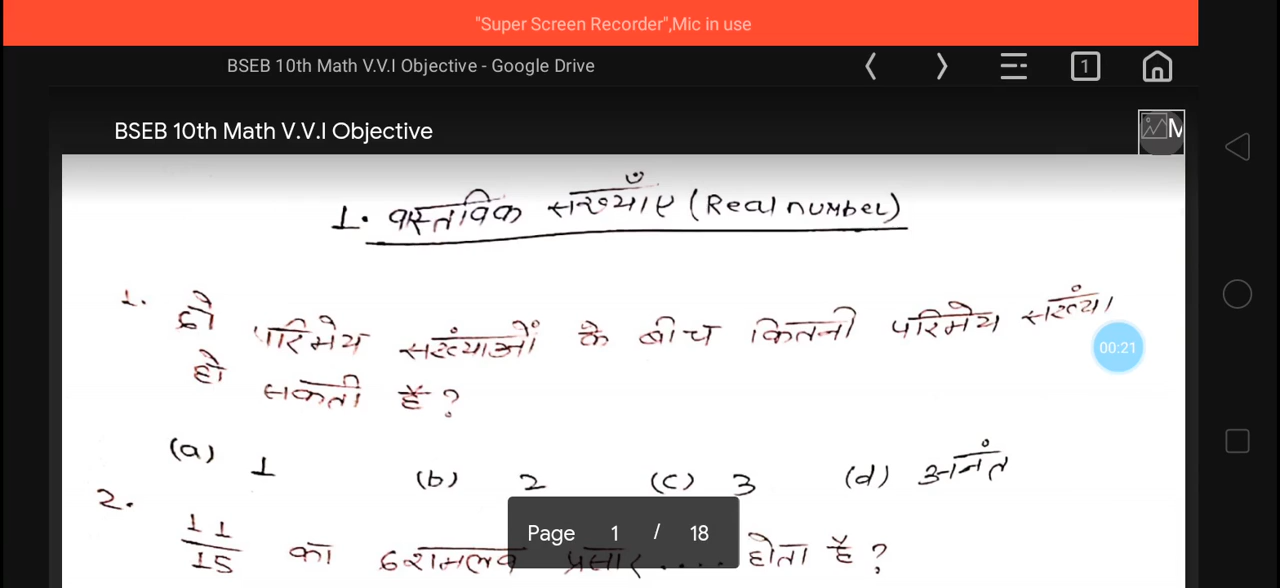 "Super Screen Recorder",Mic in use
BSEB 10th Math V.V.I Objective - Google Drive
1
BSEB 10th Math V.V.I Objective
M
1. वास्तविक संख्याँए (Real number)
1. दो परिमेय संख्याओं के बीच कितनी परिमेय संख्या
00:21
हो सकती है ?
(a) 1 (b) 2 (c) 3 (d) अनंत
Page 1 / 18
2. 11/15 का दशमलव प्रसार .... होता है ?